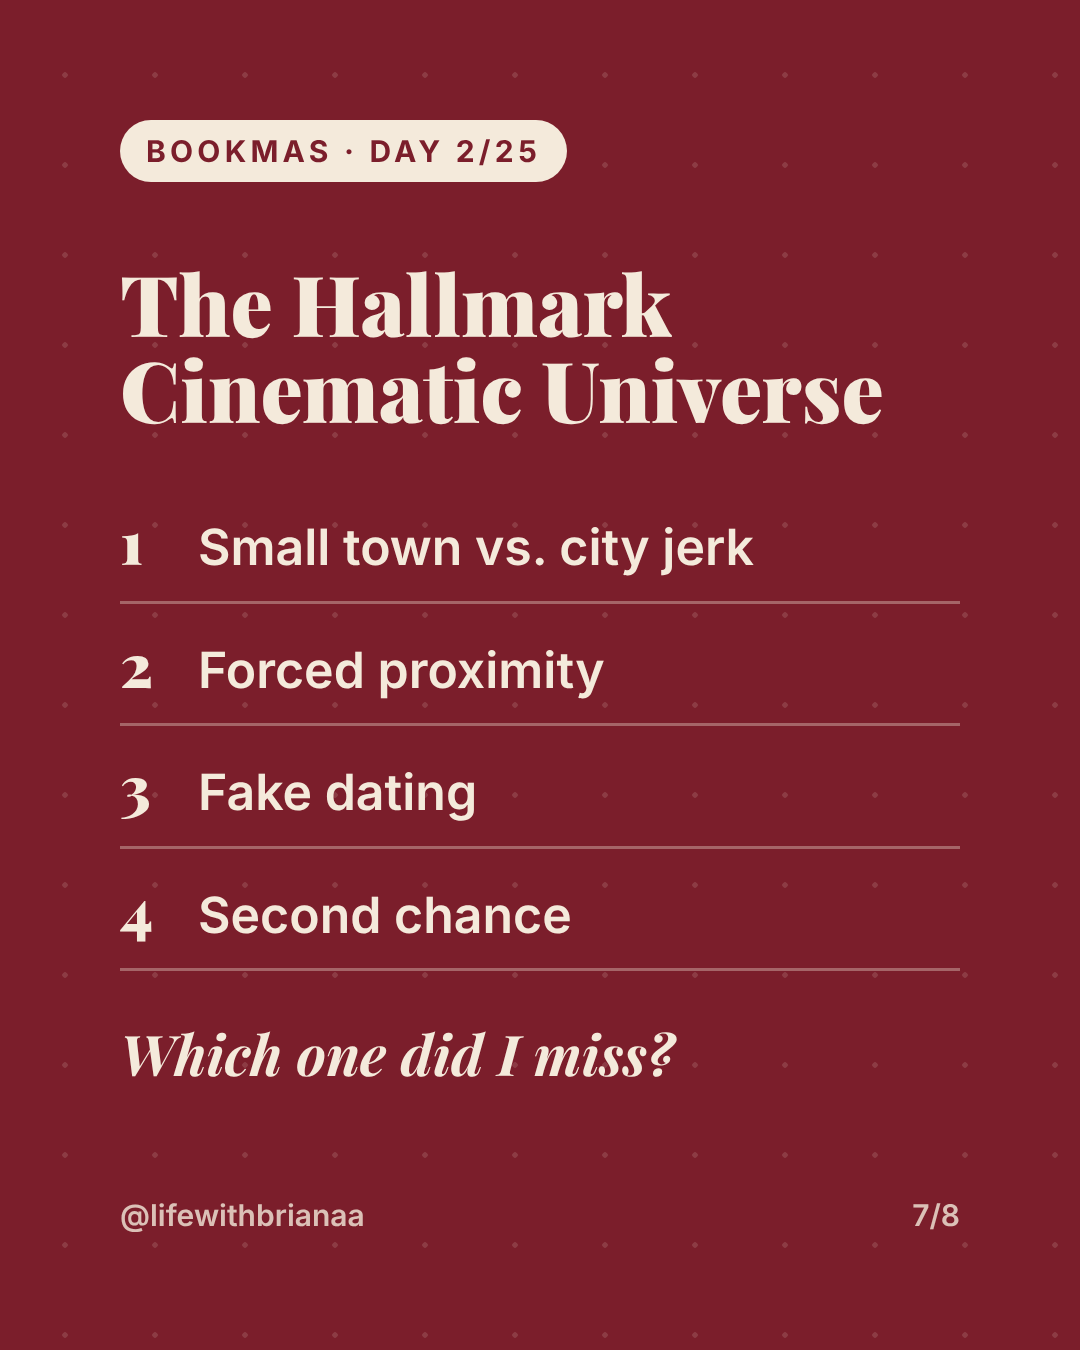 BOOKMAS · DAY 2/25
The Hallmark
Cinematic Universe
1 Small town vs. city jerk
2 Forced proximity
3 Fake dating
4 Second chance
Which one did I miss?
@lifewithbrianaa 7/8